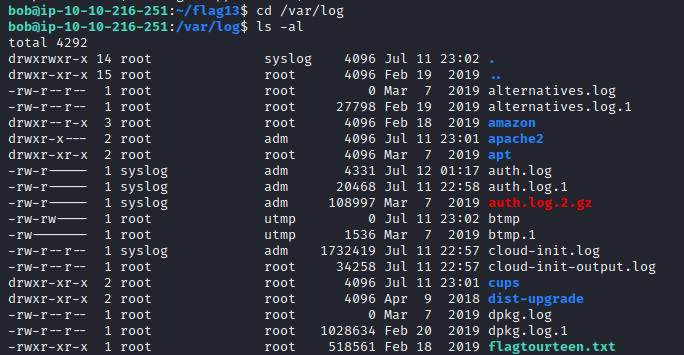 bob@ip-10-10-216-251:~/flag13$ cd /var/log
bob@ip-10-10-216-251:/var/log$ ls -al
total 4292
drwxrwxr-x 14 root syslog 4096 Jul 11 23:02 .
drwxr-xr-x 15 root root 4096 Feb 19 2019 ..
-rw-r--r-- 1 root root 0 Mar 7 2019 alternatives.log
-rw-r--r-- 1 root root 27798 Feb 19 2019 alternatives.log.1
drwxr--r-x 3 root root 4096 Feb 18 2019 amazon
drwxr-x--- 2 root adm 4096 Jul 11 23:01 apache2
drwxr-xr-x 2 root root 4096 Mar 7 2019 apt
-rw-r----- 1 syslog adm 4331 Jul 12 01:17 auth.log
-rw-r----- 1 syslog adm 20468 Jul 11 22:58 auth.log.1
-rw-r----- 1 syslog adm 108997 Mar 7 2019 auth.log.2.gz
-rw-rw---- 1 root utmp 0 Jul 11 23:02 btmp
-rw------- 1 root utmp 1536 Mar 7 2019 btmp.1
-rw-r--r-- 1 syslog adm 1732419 Jul 11 22:57 cloud-init.log
-rw-r--r-- 1 root root 34258 Jul 11 22:57 cloud-init-output.log
drwxr-xr-x 2 root root 4096 Jul 11 23:01 cups
drwxr-xr-x 2 root root 4096 Apr 9 2018 dist-upgrade
-rw-r--r-- 1 root root 0 Mar 7 2019 dpkg.log
-rw-r--r-- 1 root root 1028634 Feb 20 2019 dpkg.log.1
-rwxr-xr-x 1 root root 518561 Feb 18 2019 flagtourteen.txt